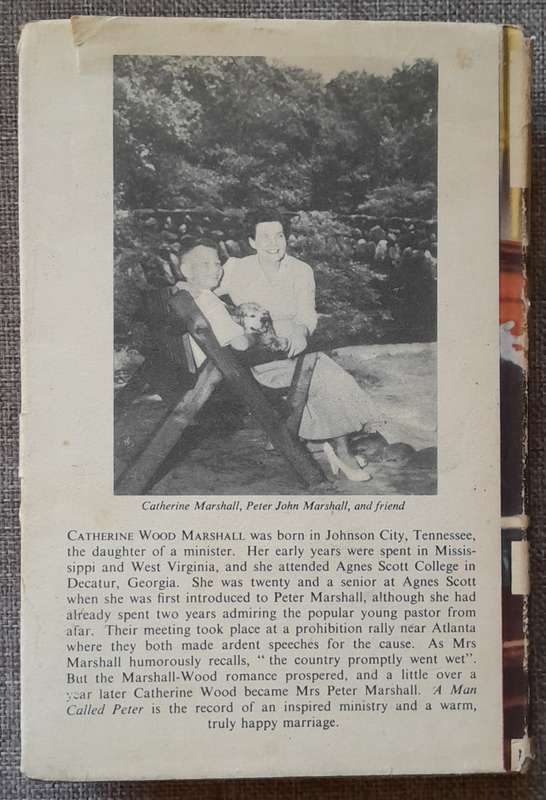 Catherine Marshall, Peter John Marshall, and friend
CATHERINE WOOD MARSHALL was born in Johnson City, Tennessee,
the daughter of a minister. Her early years were spent in Missis-
sippi and West Virginia, and she attended Agnes Scott College in
Decatur, Georgia. She was twenty and a senior at Agnes Scott
when she was first introduced to Peter Marshall, although she had
already spent two years admiring the popular young pastor from
afar. Their meeting took place at a prohibition rally near Atlanta
where they both made ardent speeches for the cause. As Mrs
Marshall humorously recalls, “ the country promptly went wet”.
But the Marshall-Wood romance prospered, and a little over a
year later Catherine Wood became Mrs Peter Marshall. A Man
Called Peter is the record of an inspired ministry and a warm,
truly happy marriage.